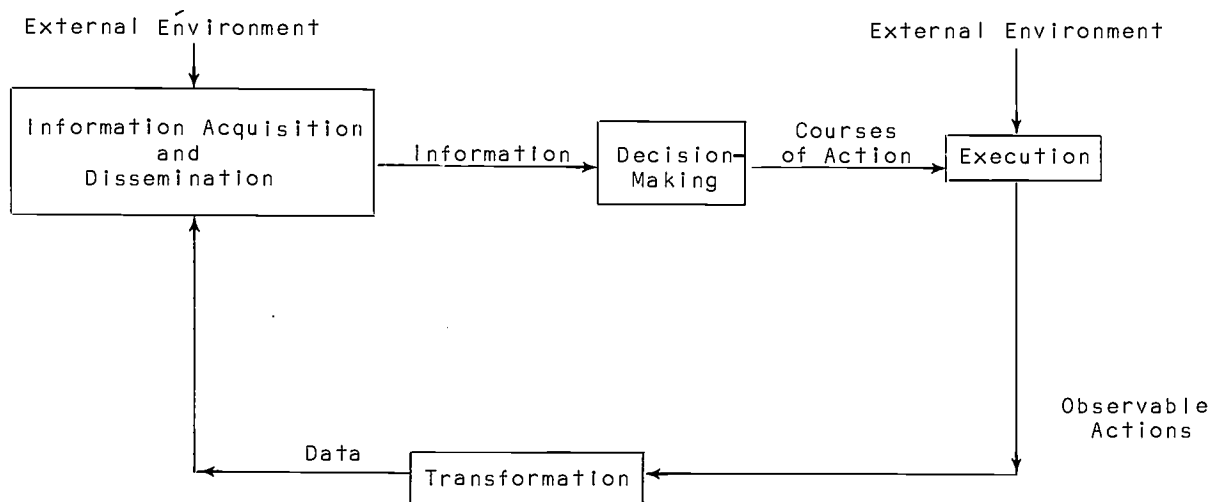 External Environment
External Environment
Information Acquisition
and
Dissemination
Information
Decision-
Making
Courses
of Action
Execution
Observable
Actions
Data
Transformation